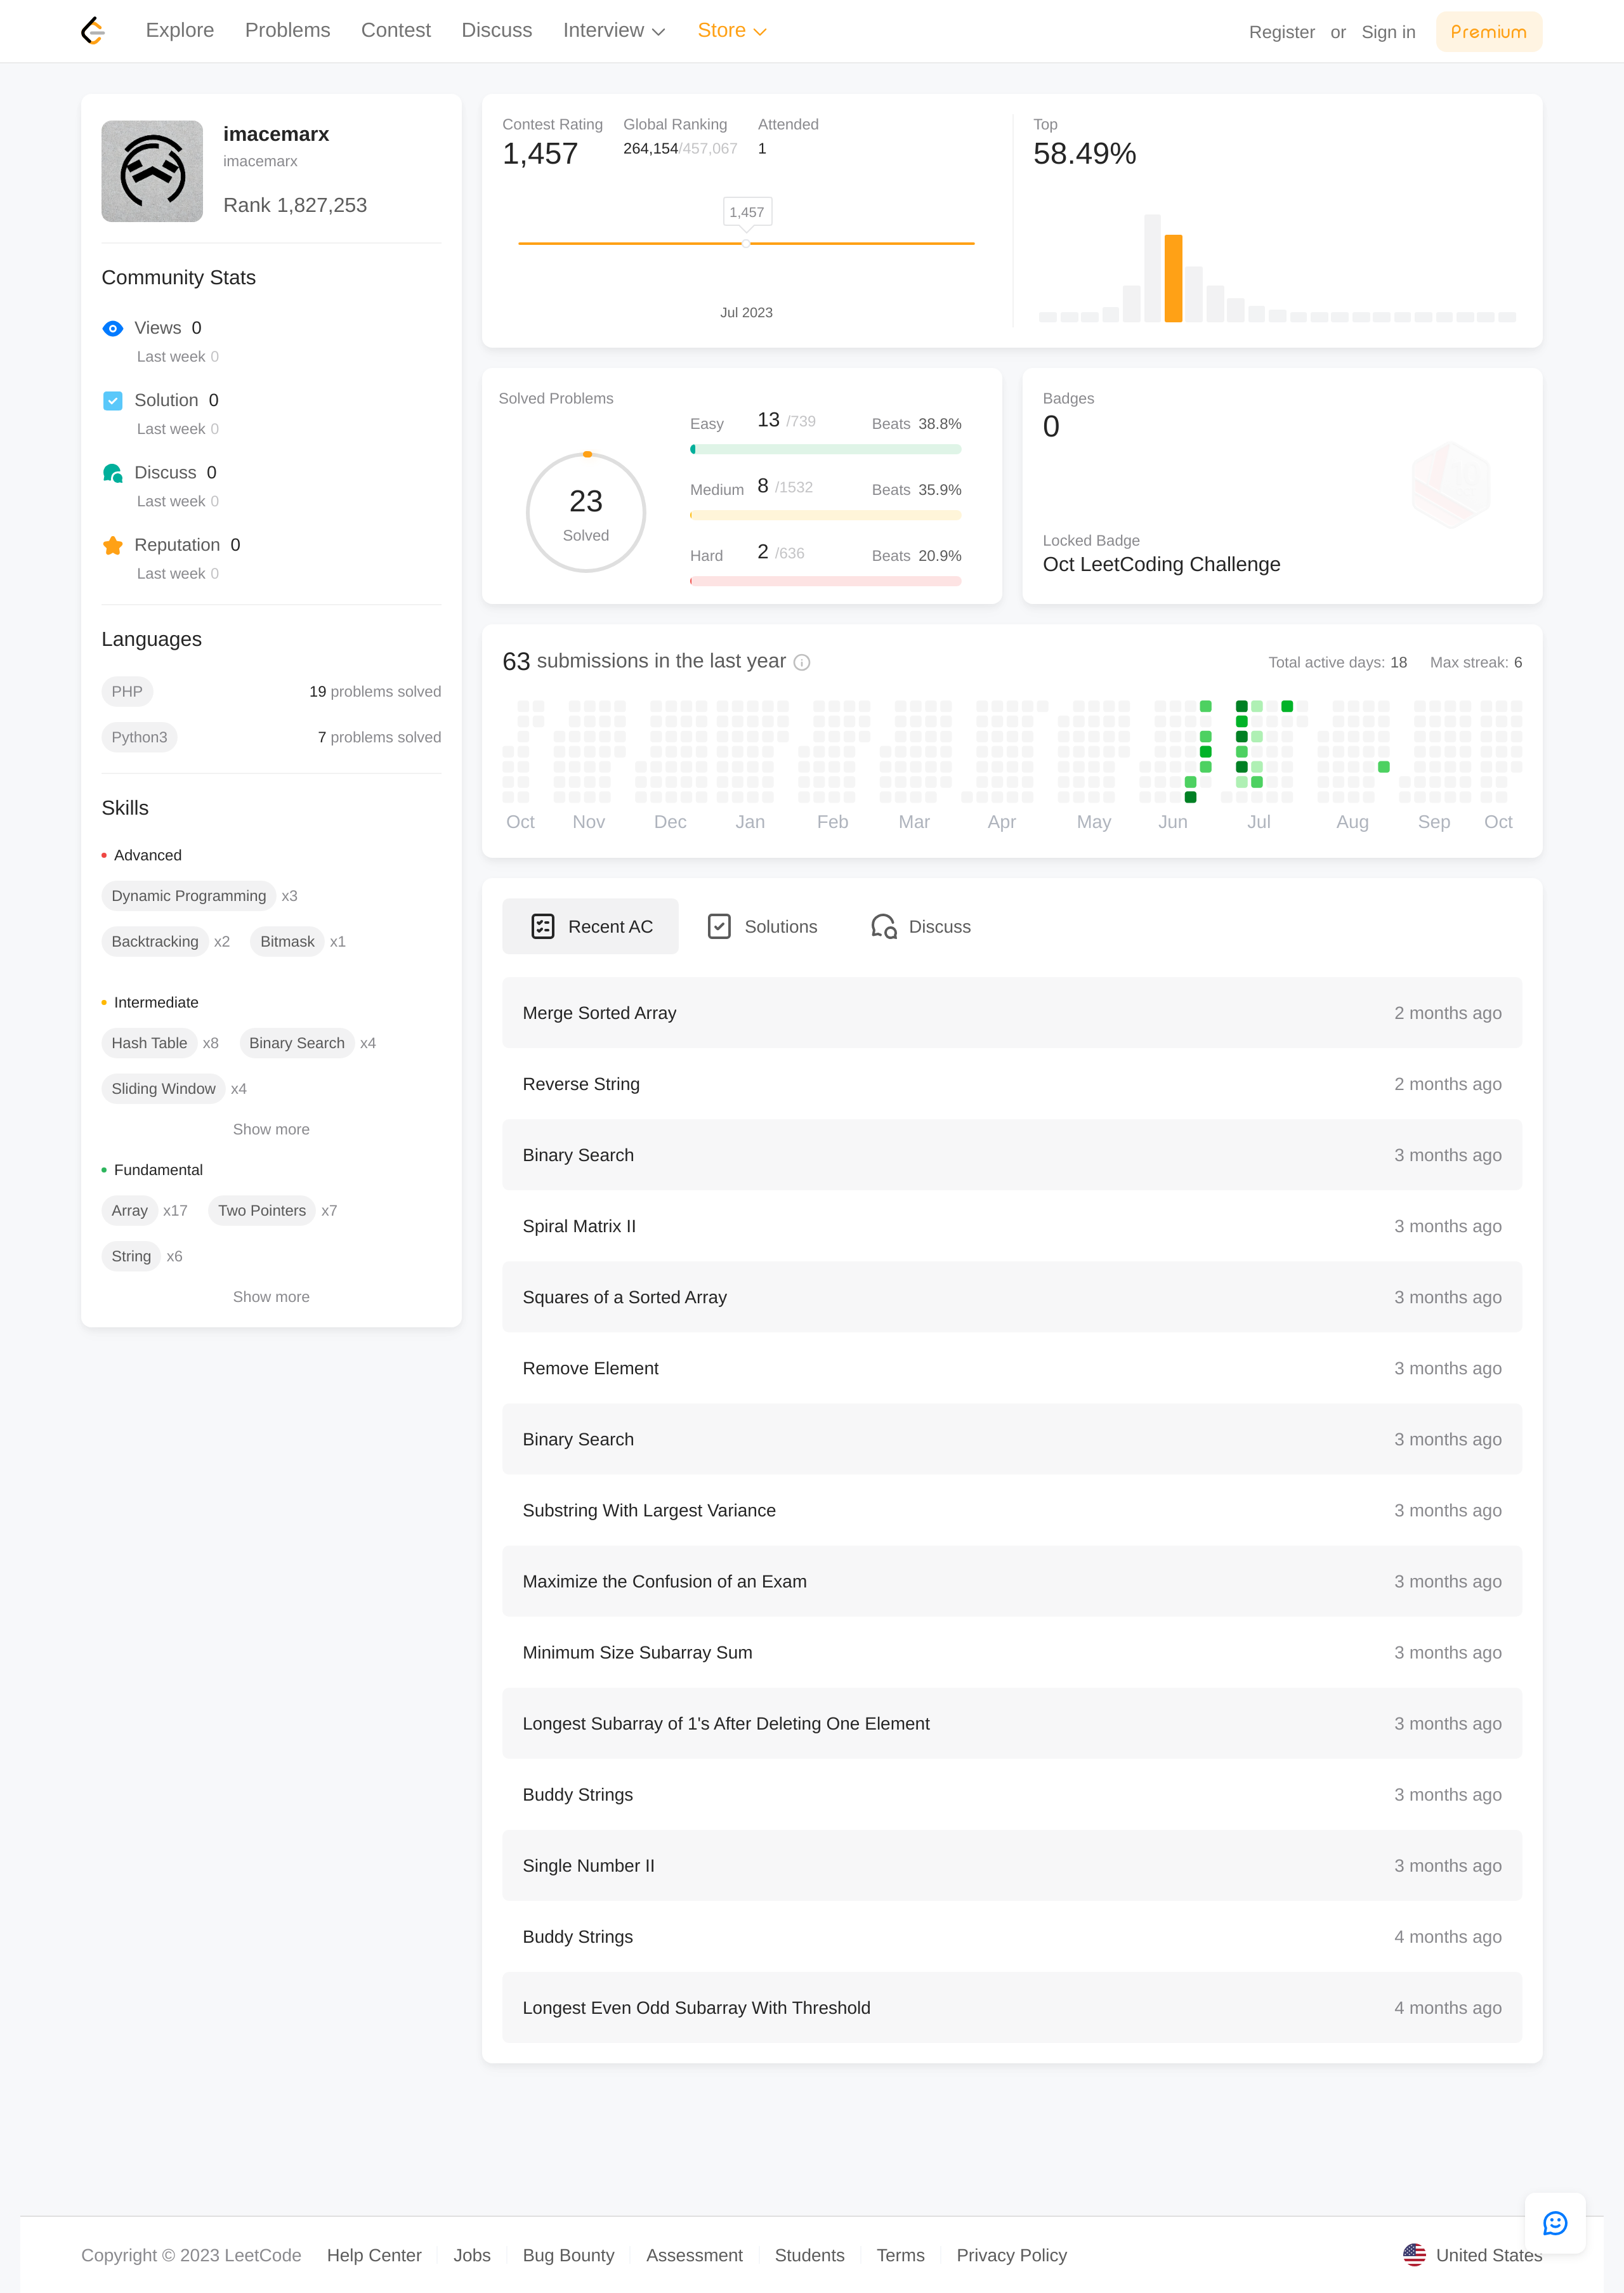 Explore Problems Contest Discuss Interview Store Register or Sign in Premium
imacemarx
imacemarx
Rank 1,827,253
Community Stats
Views 0
Last week 0
Solution 0
Last week 0
Discuss 0
Last week 0
Reputation 0
Last week 0
Languages
PHP 19 problems solved
Python3 7 problems solved
Skills
Advanced
Dynamic Programming x3
Backtracking x2 Bitmask x1
Intermediate
Hash Table x8 Binary Search x4
Sliding Window x4
Show more
Fundamental
Array x17 Two Pointers x7
String x6
Show more
Contest Rating Global Ranking Attended
1,457 264,154/457,067 1
1,457
Jul 2023
Top
58.49%
Solved Problems
23
Solved
Easy 13 /739 Beats 38.8%
Medium 8 /1532 Beats 35.9%
Hard 2 /636 Beats 20.9%
Badges
0
Locked Badge
Oct LeetCoding Challenge
63 submissions in the last year Total active days: 18 Max streak: 6
Oct Nov Dec Jan Feb Mar Apr May Jun Jul Aug Sep Oct
Recent AC Solutions Discuss
Merge Sorted Array 2 months ago
Reverse String 2 months ago
Binary Search 3 months ago
Spiral Matrix II 3 months ago
Squares of a Sorted Array 3 months ago
Remove Element 3 months ago
Binary Search 3 months ago
Substring With Largest Variance 3 months ago
Maximize the Confusion of an Exam 3 months ago
Minimum Size Subarray Sum 3 months ago
Longest Subarray of 1's After Deleting One Element 3 months ago
Buddy Strings 3 months ago
Single Number II 3 months ago
Buddy Strings 4 months ago
Longest Even Odd Subarray With Threshold 4 months ago
Copyright © 2023 LeetCode Help Center Jobs Bug Bounty Assessment Students Terms Privacy Policy United States